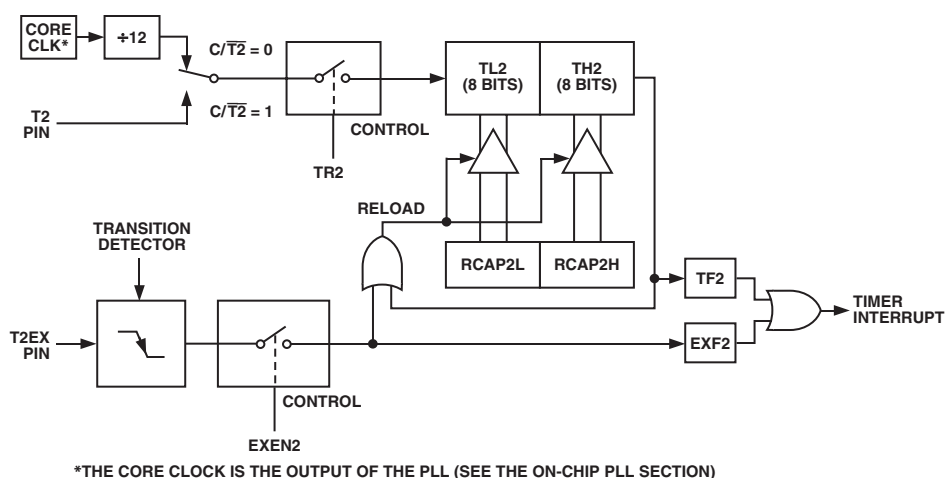 CORE
CLK*
÷12
C/T2 = 0
C/T2 = 1
T2
PIN
CONTROL
TR2
TL2
(8 BITS)
TH2
(8 BITS)
RELOAD
TRANSITION
DETECTOR
RCAP2L
RCAP2H
TF2
TIMER
INTERRUPT
T2EX
PIN
EXF2
CONTROL
EXEN2
*THE CORE CLOCK IS THE OUTPUT OF THE PLL (SEE THE ON-CHIP PLL SECTION)